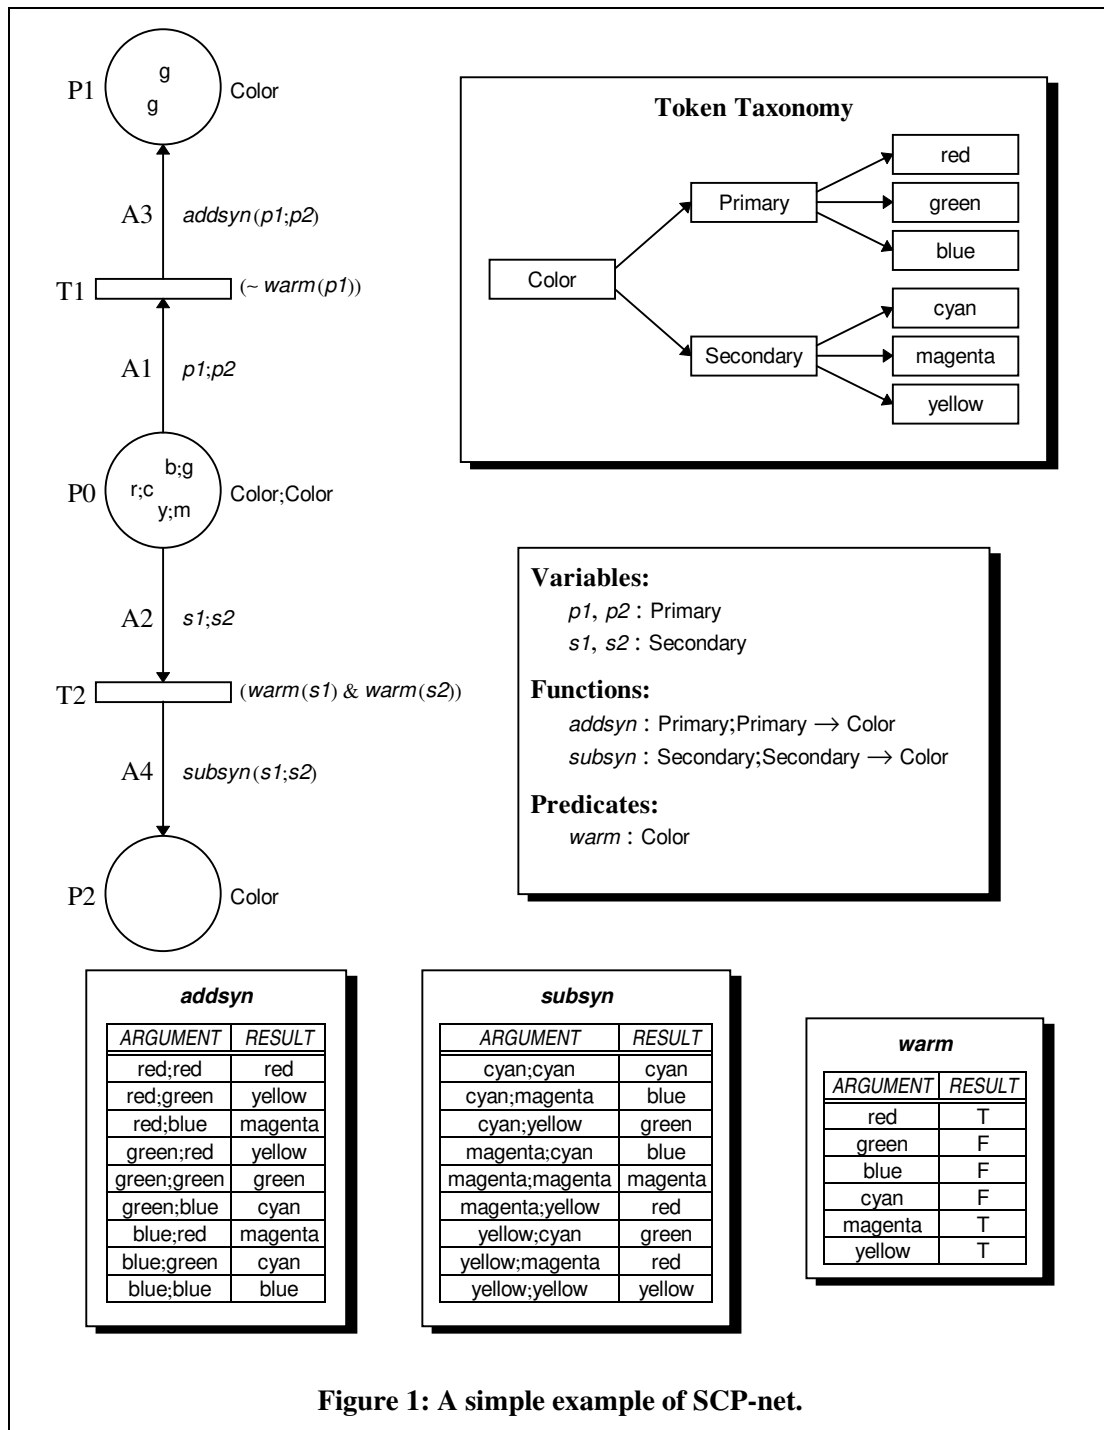 P1
g
g
Color
A3
addsyn(p1;p2)
T1
(~ warm(p1))
A1
p1;p2
P0
b;g
r;c
y;m
Color;Color
A2
s1;s2
T2
(warm(s1) & warm(s2))
A4
subsyn(s1;s2)
P2
Color
Token Taxonomy
Color
Primary
Secondary
red
green
blue
cyan
magenta
yellow
Variables:
p1, p2 : Primary
s1, s2 : Secondary
Functions:
addsyn : Primary;Primary → Color
subsyn : Secondary;Secondary → Color
Predicates:
warm : Color
addsyn
ARGUMENT RESULT
red;red red
red;green yellow
red;blue magenta
green;red yellow
green;green green
green;blue cyan
blue;red magenta
blue;green cyan
blue;blue blue
subsyn
ARGUMENT RESULT
cyan;cyan cyan
cyan;magenta blue
cyan;yellow green
magenta;cyan blue
magenta;magenta magenta
magenta;yellow red
yellow;cyan green
yellow;magenta red
yellow;yellow yellow
warm
ARGUMENT RESULT
red T
green F
blue F
cyan F
magenta T
yellow T
Figure 1: A simple example of SCP-net.